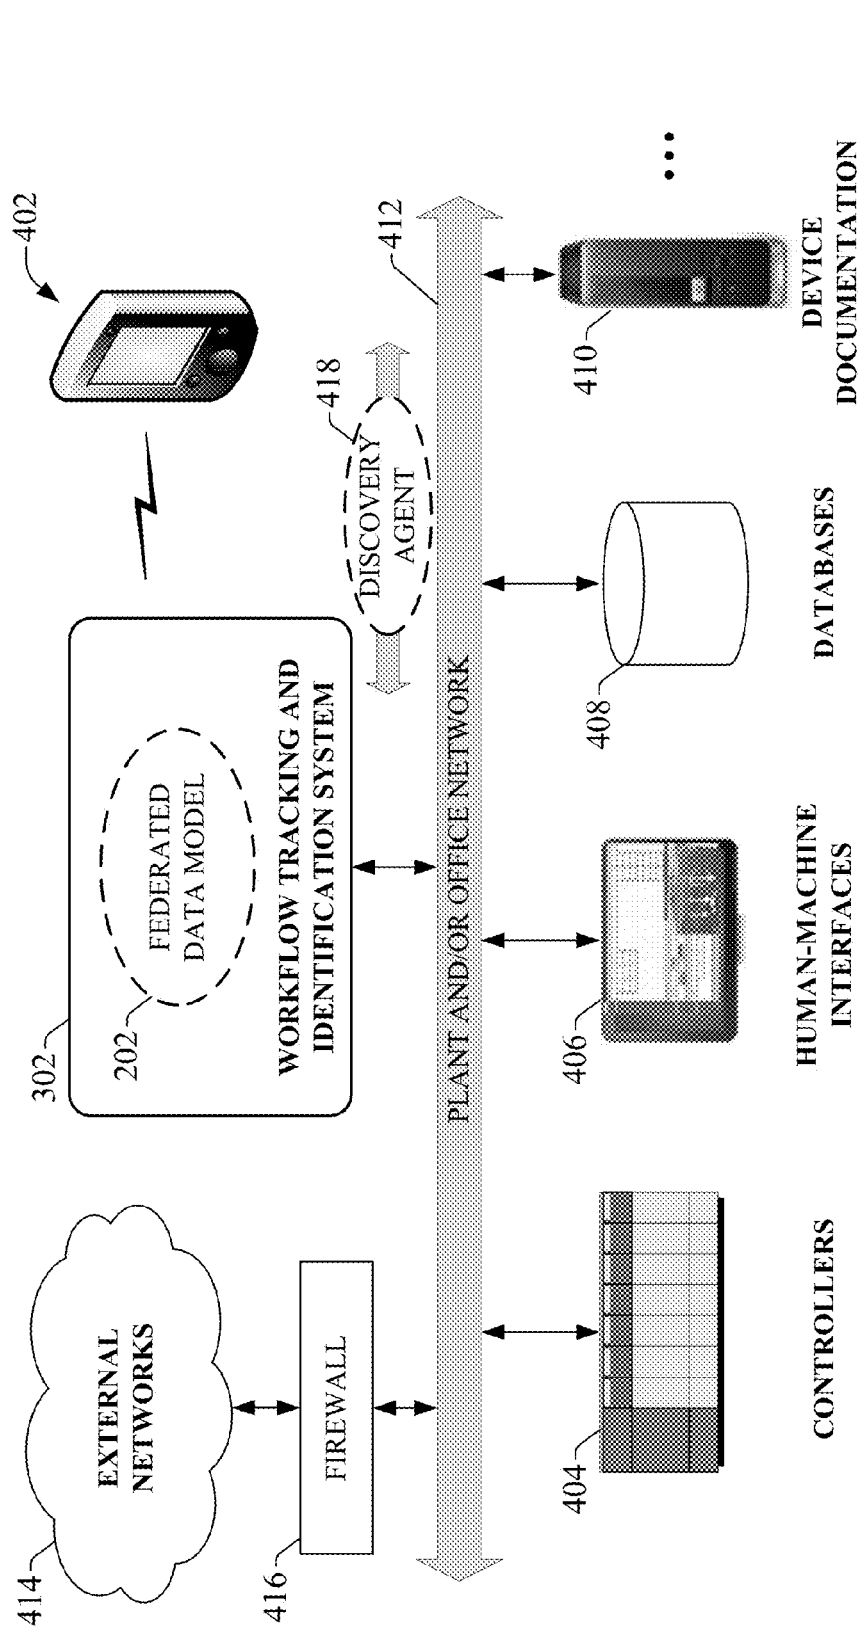 414
EXTERNAL
NETWORKS
416
FIREWALL
302
202
FEDERATED
DATA MODEL
WORKFLOW TRACKING AND
IDENTIFICATION SYSTEM
402
418
DISCOVERY
AGENT
412
PLANT AND/OR OFFICE NETWORK
404
CONTROLLERS
406
HUMAN-MACHINE
INTERFACES
408
DATABASES
410
DEVICE
DOCUMENTATION
...